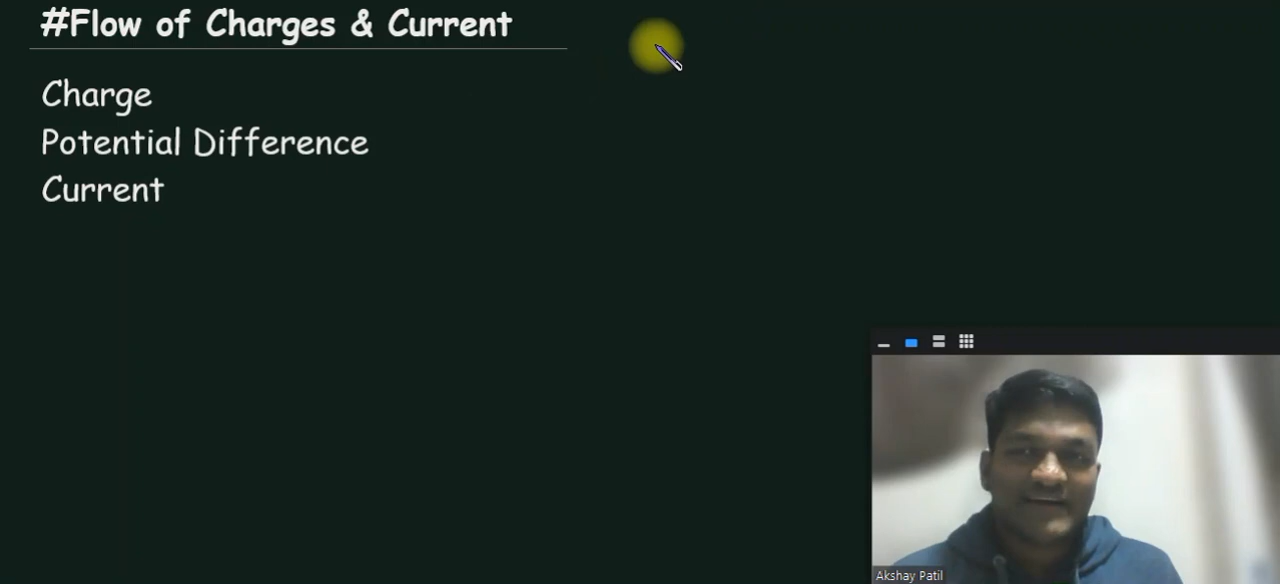 #Flow of Charges & Current
Charge
Potential Difference
Current
Akshay Patil